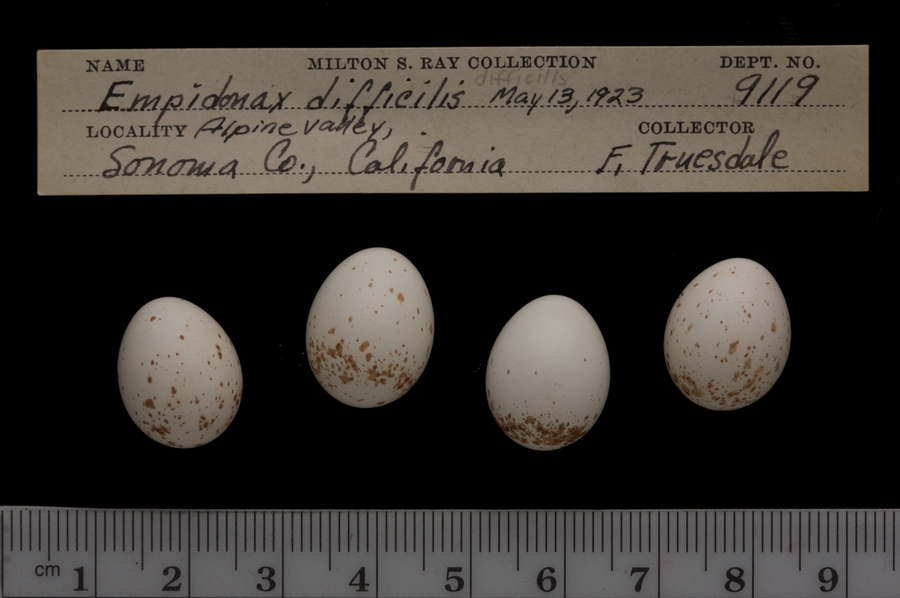 NAME MILTON S. RAY COLLECTION DEPT. NO.
difficilis
Empidonax difficilis May 13, 1923 9119
LOCALITY Alpine valley, COLLECTOR
Sonoma Co., California F. Truesdale
cm 1 2 3 4 5 6 7 8 9